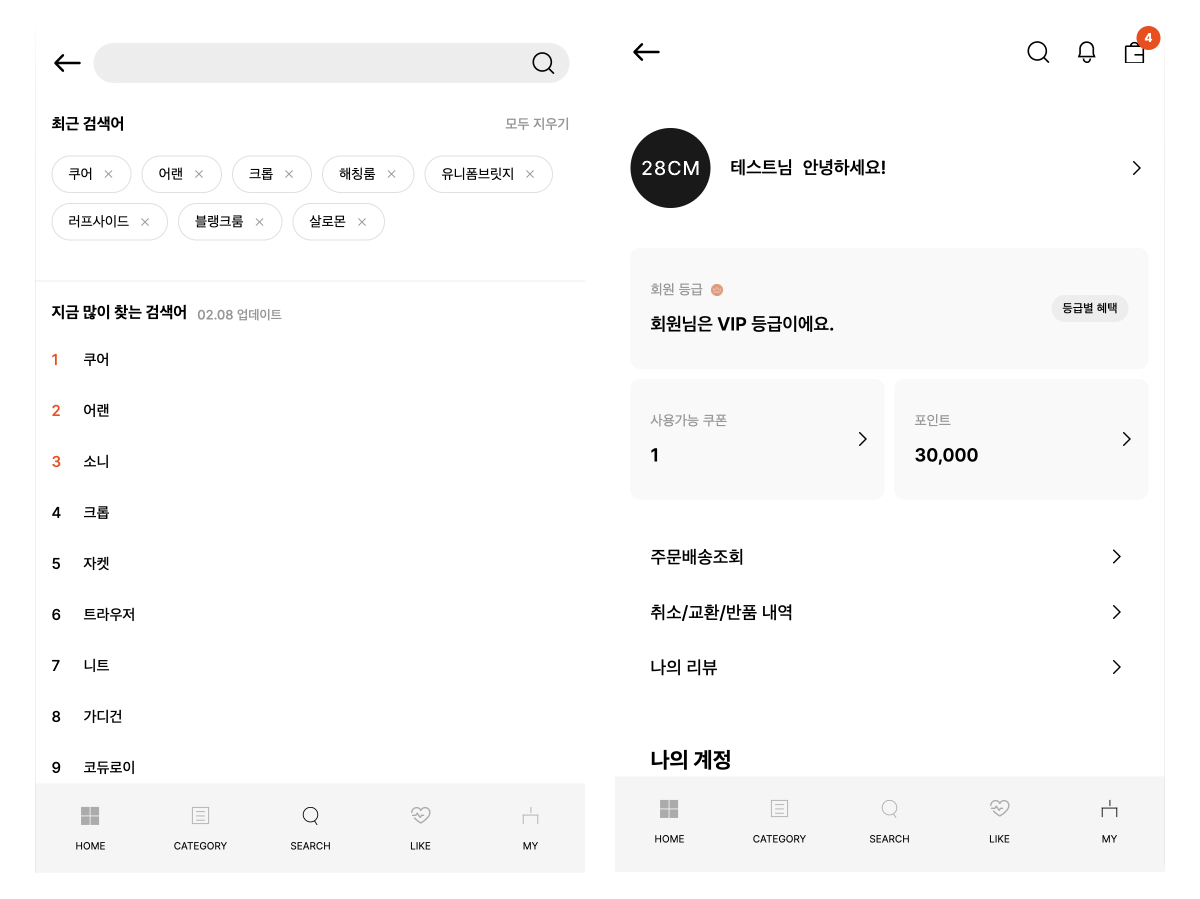 최근 검색어 모두 지우기
쿠어 어랜 크롭 해칭룸 유니폼브릿지
러프사이드 블랭크룸 살로몬
지금 많이 찾는 검색어 02.08 업데이트
1 쿠어
2 어랜
3 소니
4 크롭
5 자켓
6 트라우저
7 니트
8 가디건
9 코듀로이
HOME CATEGORY SEARCH LIKE MY
4
28CM 테스트님 안녕하세요!
회원 등급
회원님은 VIP 등급이에요.
등급별 혜택
사용가능 쿠폰
1
포인트
30,000
주문배송조회
취소/교환/반품 내역
나의 리뷰
나의 계정
HOME CATEGORY SEARCH LIKE MY